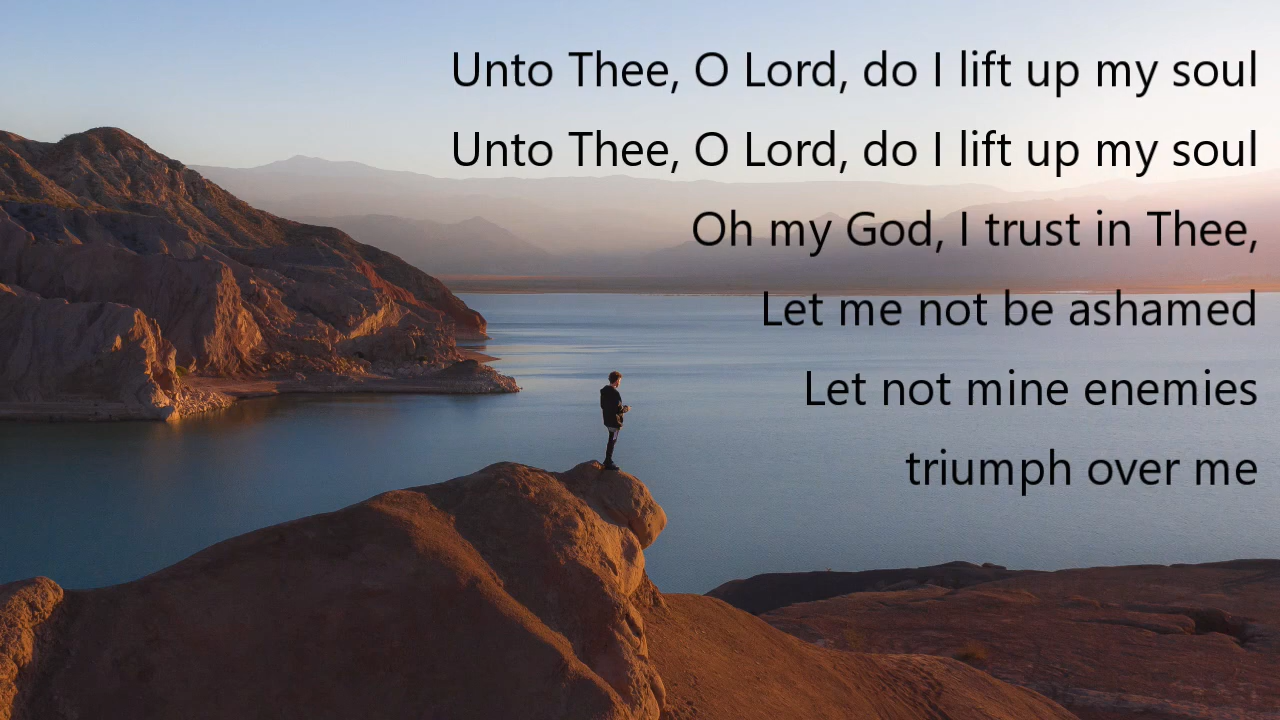 Unto Thee, O Lord, do I lift up my soul
Unto Thee, O Lord, do I lift up my soul
Oh my God, I trust in Thee,
Let me not be ashamed
Let not mine enemies
triumph over me